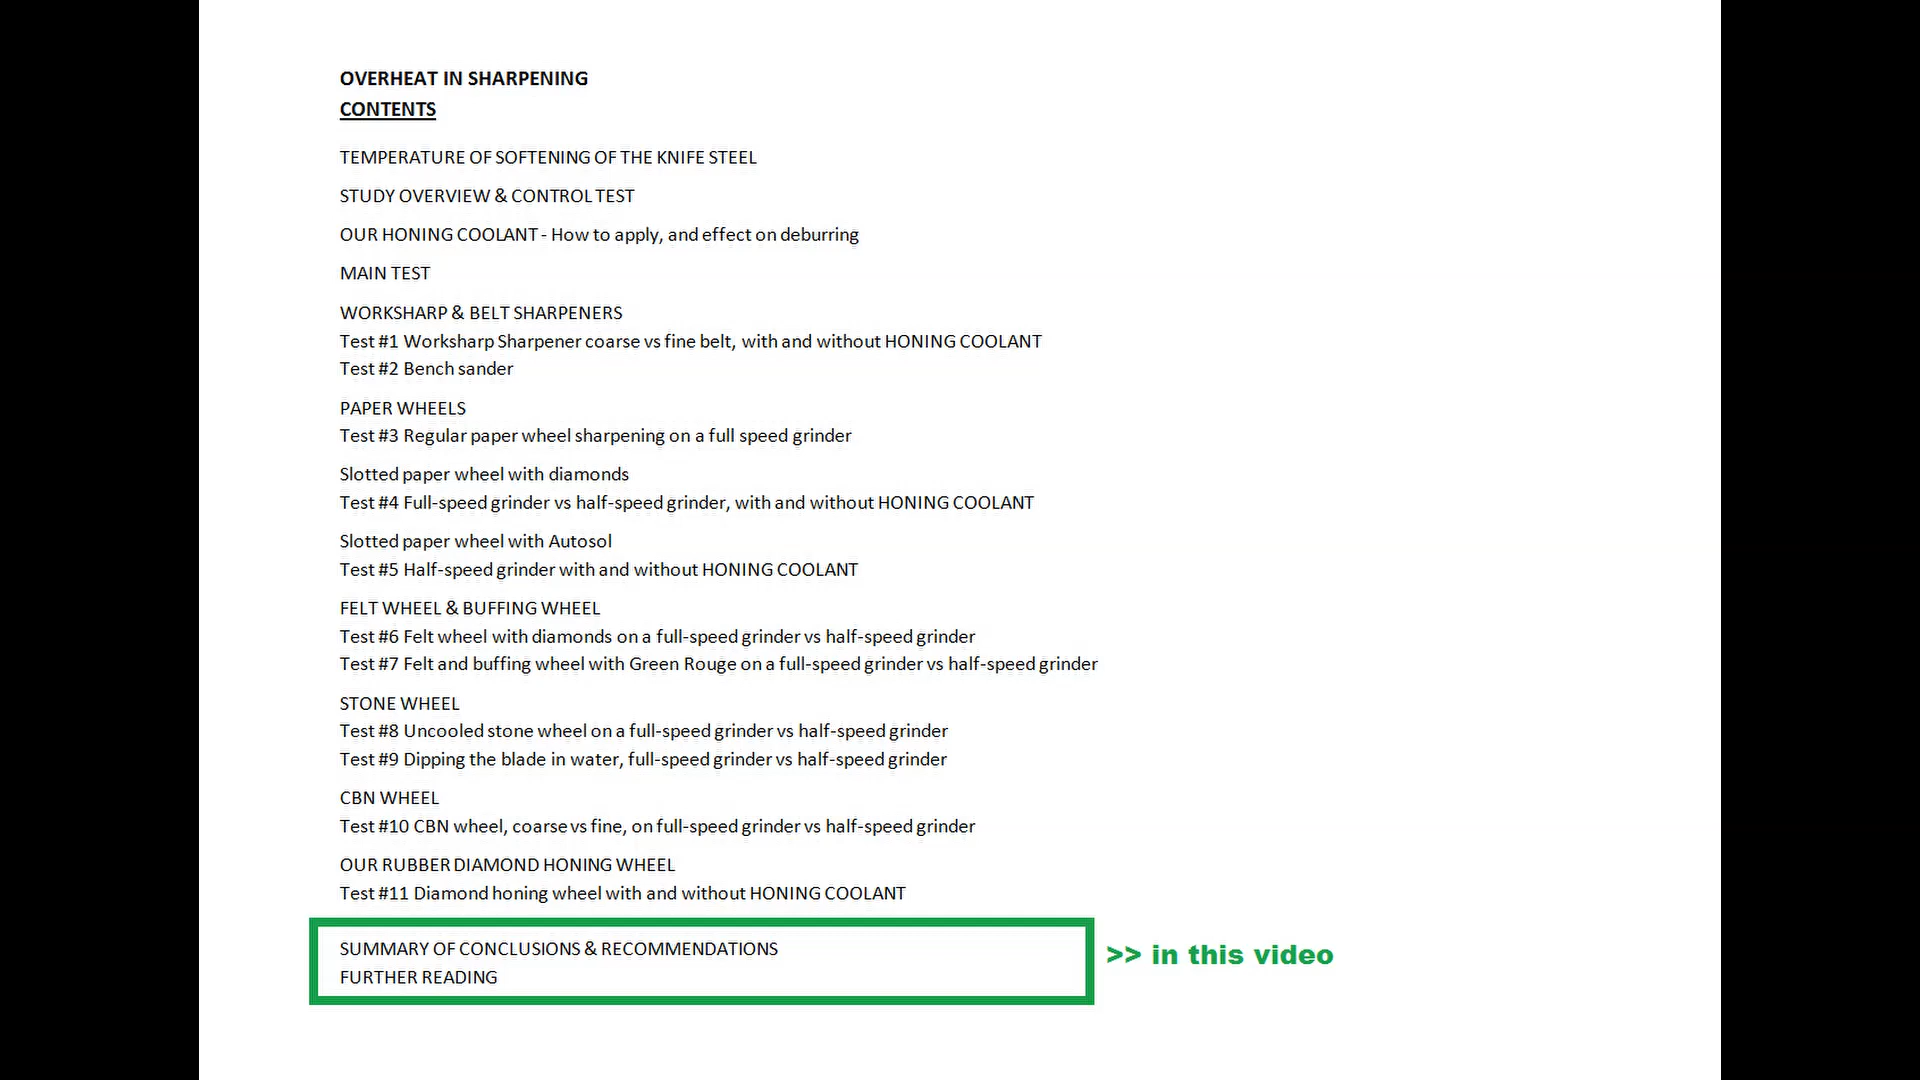 OVERHEAT IN SHARPENING
CONTENTS
TEMPERATURE OF SOFTENING OF THE KNIFE STEEL
STUDY OVERVIEW & CONTROL TEST
OUR HONING COOLANT - How to apply, and effect on deburring
MAIN TEST
WORKSHARP & BELT SHARPENERS
Test #1 Worksharp Sharpener coarse vs fine belt, with and without HONING COOLANT
Test #2 Bench sander
PAPER WHEELS
Test #3 Regular paper wheel sharpening on a full speed grinder
Slotted paper wheel with diamonds
Test #4 Full-speed grinder vs half-speed grinder, with and without HONING COOLANT
Slotted paper wheel with Autosol
Test #5 Half-speed grinder with and without HONING COOLANT
FELT WHEEL & BUFFING WHEEL
Test #6 Felt wheel with diamonds on a full-speed grinder vs half-speed grinder
Test #7 Felt and buffing wheel with Green Rouge on a full-speed grinder vs half-speed grinder
STONE WHEEL
Test #8 Uncooled stone wheel on a full-speed grinder vs half-speed grinder
Test #9 Dipping the blade in water, full-speed grinder vs half-speed grinder
CBN WHEEL
Test #10 CBN wheel, coarse vs fine, on full-speed grinder vs half-speed grinder
OUR RUBBER DIAMOND HONING WHEEL
Test #11 Diamond honing wheel with and without HONING COOLANT
SUMMARY OF CONCLUSIONS & RECOMMENDATIONS
FURTHER READING
>> in this video